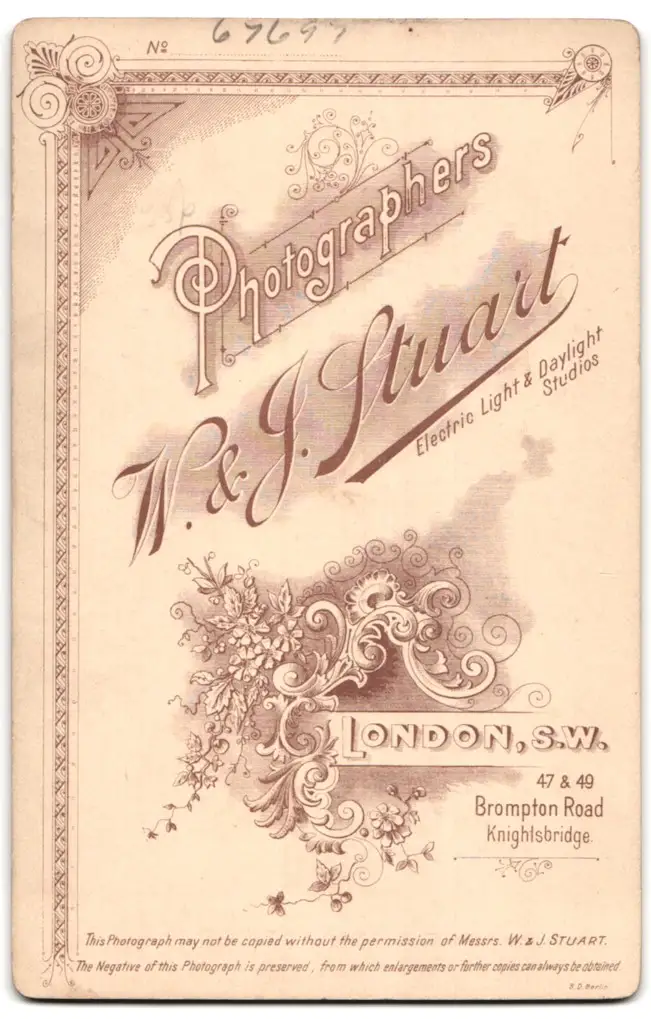 No 67697
Photographers
W. & J. Stuart
Electric Light & Daylight
Studios
LONDON, S.W.
47 & 49
Brompton Road
Knightsbridge.
This Photograph may not be copied without the permission of Messrs. W. & J. STUART.
The Negative of this Photograph is preserved, from which enlargements or further copies can always be obtained.
B.D. Berlin